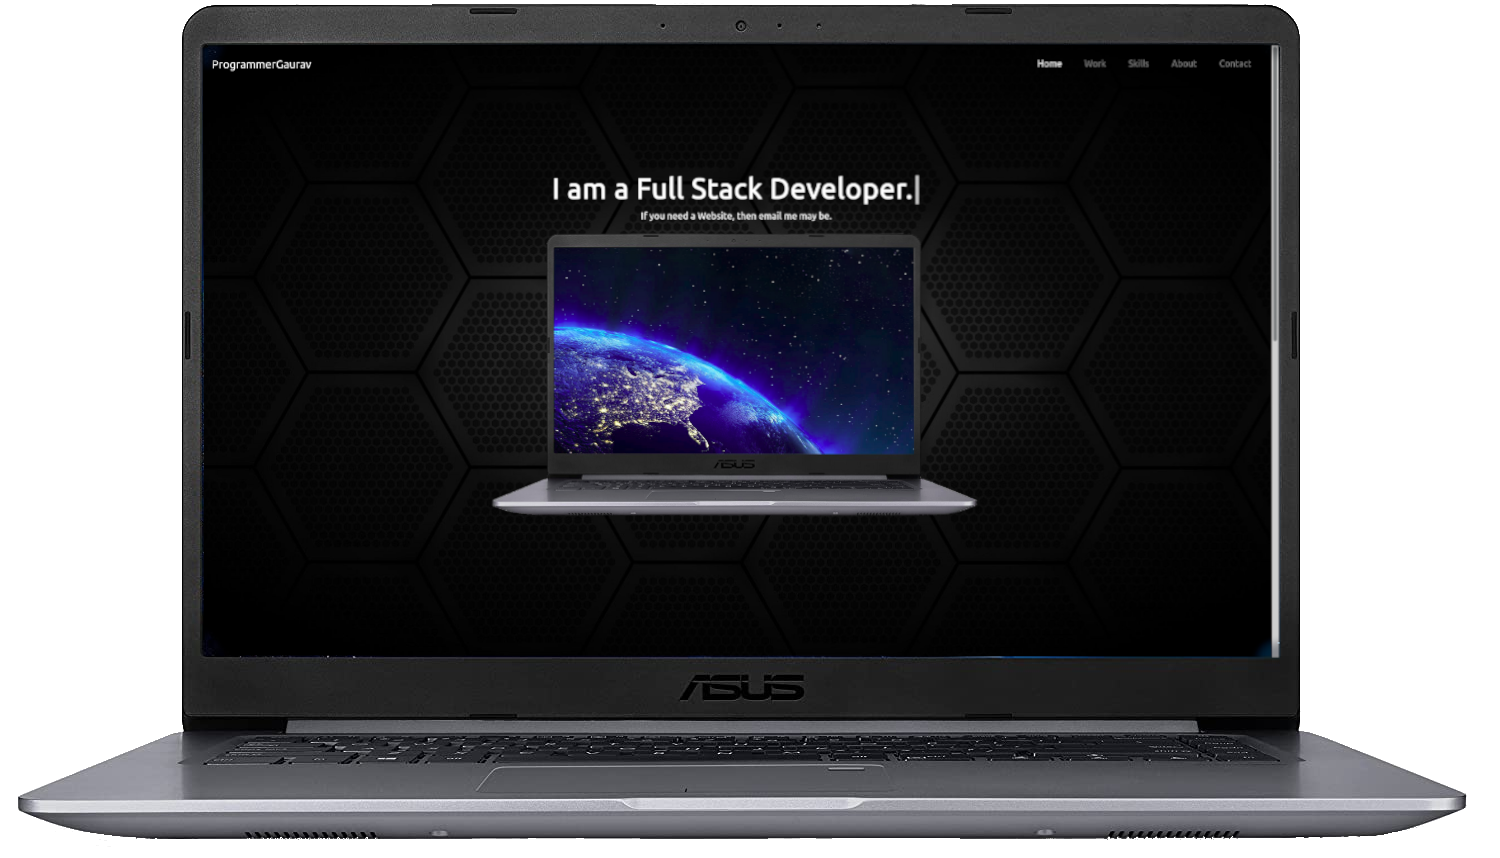 ProgrammerGaurav
Home Work Skills About Contact
I am a Full Stack Developer.
If you need a Website, then email me may be.
ASUS
ASUS